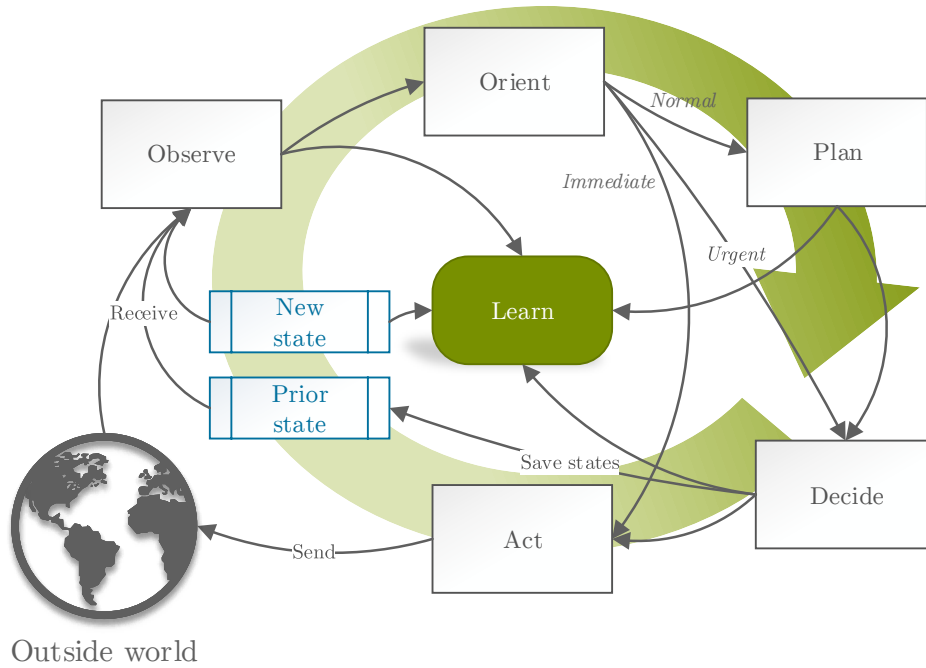 Orient
Normal
Observe
Plan
Immediate
Urgent
New
state
Learn
Receive
Prior
state
Save states
Decide
Act
Send
Outside world